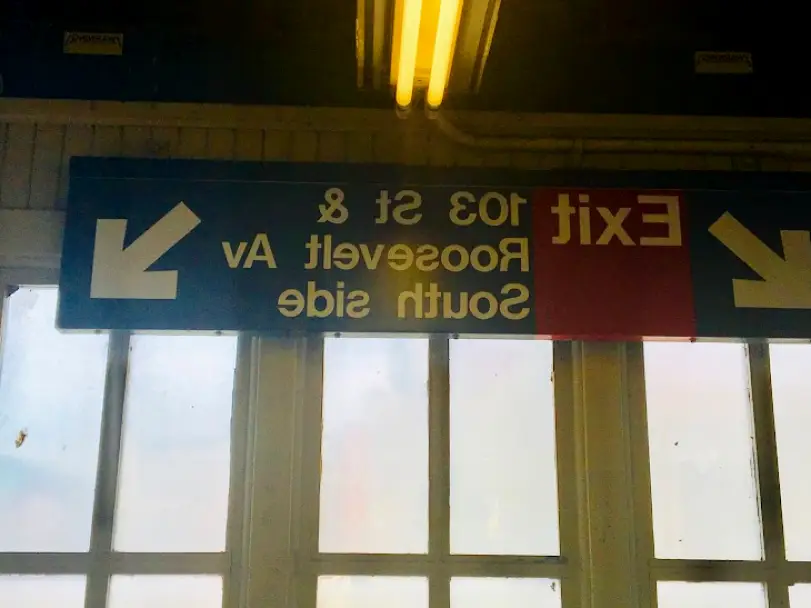 Exit
103 St &
Roosevelt Av
South side